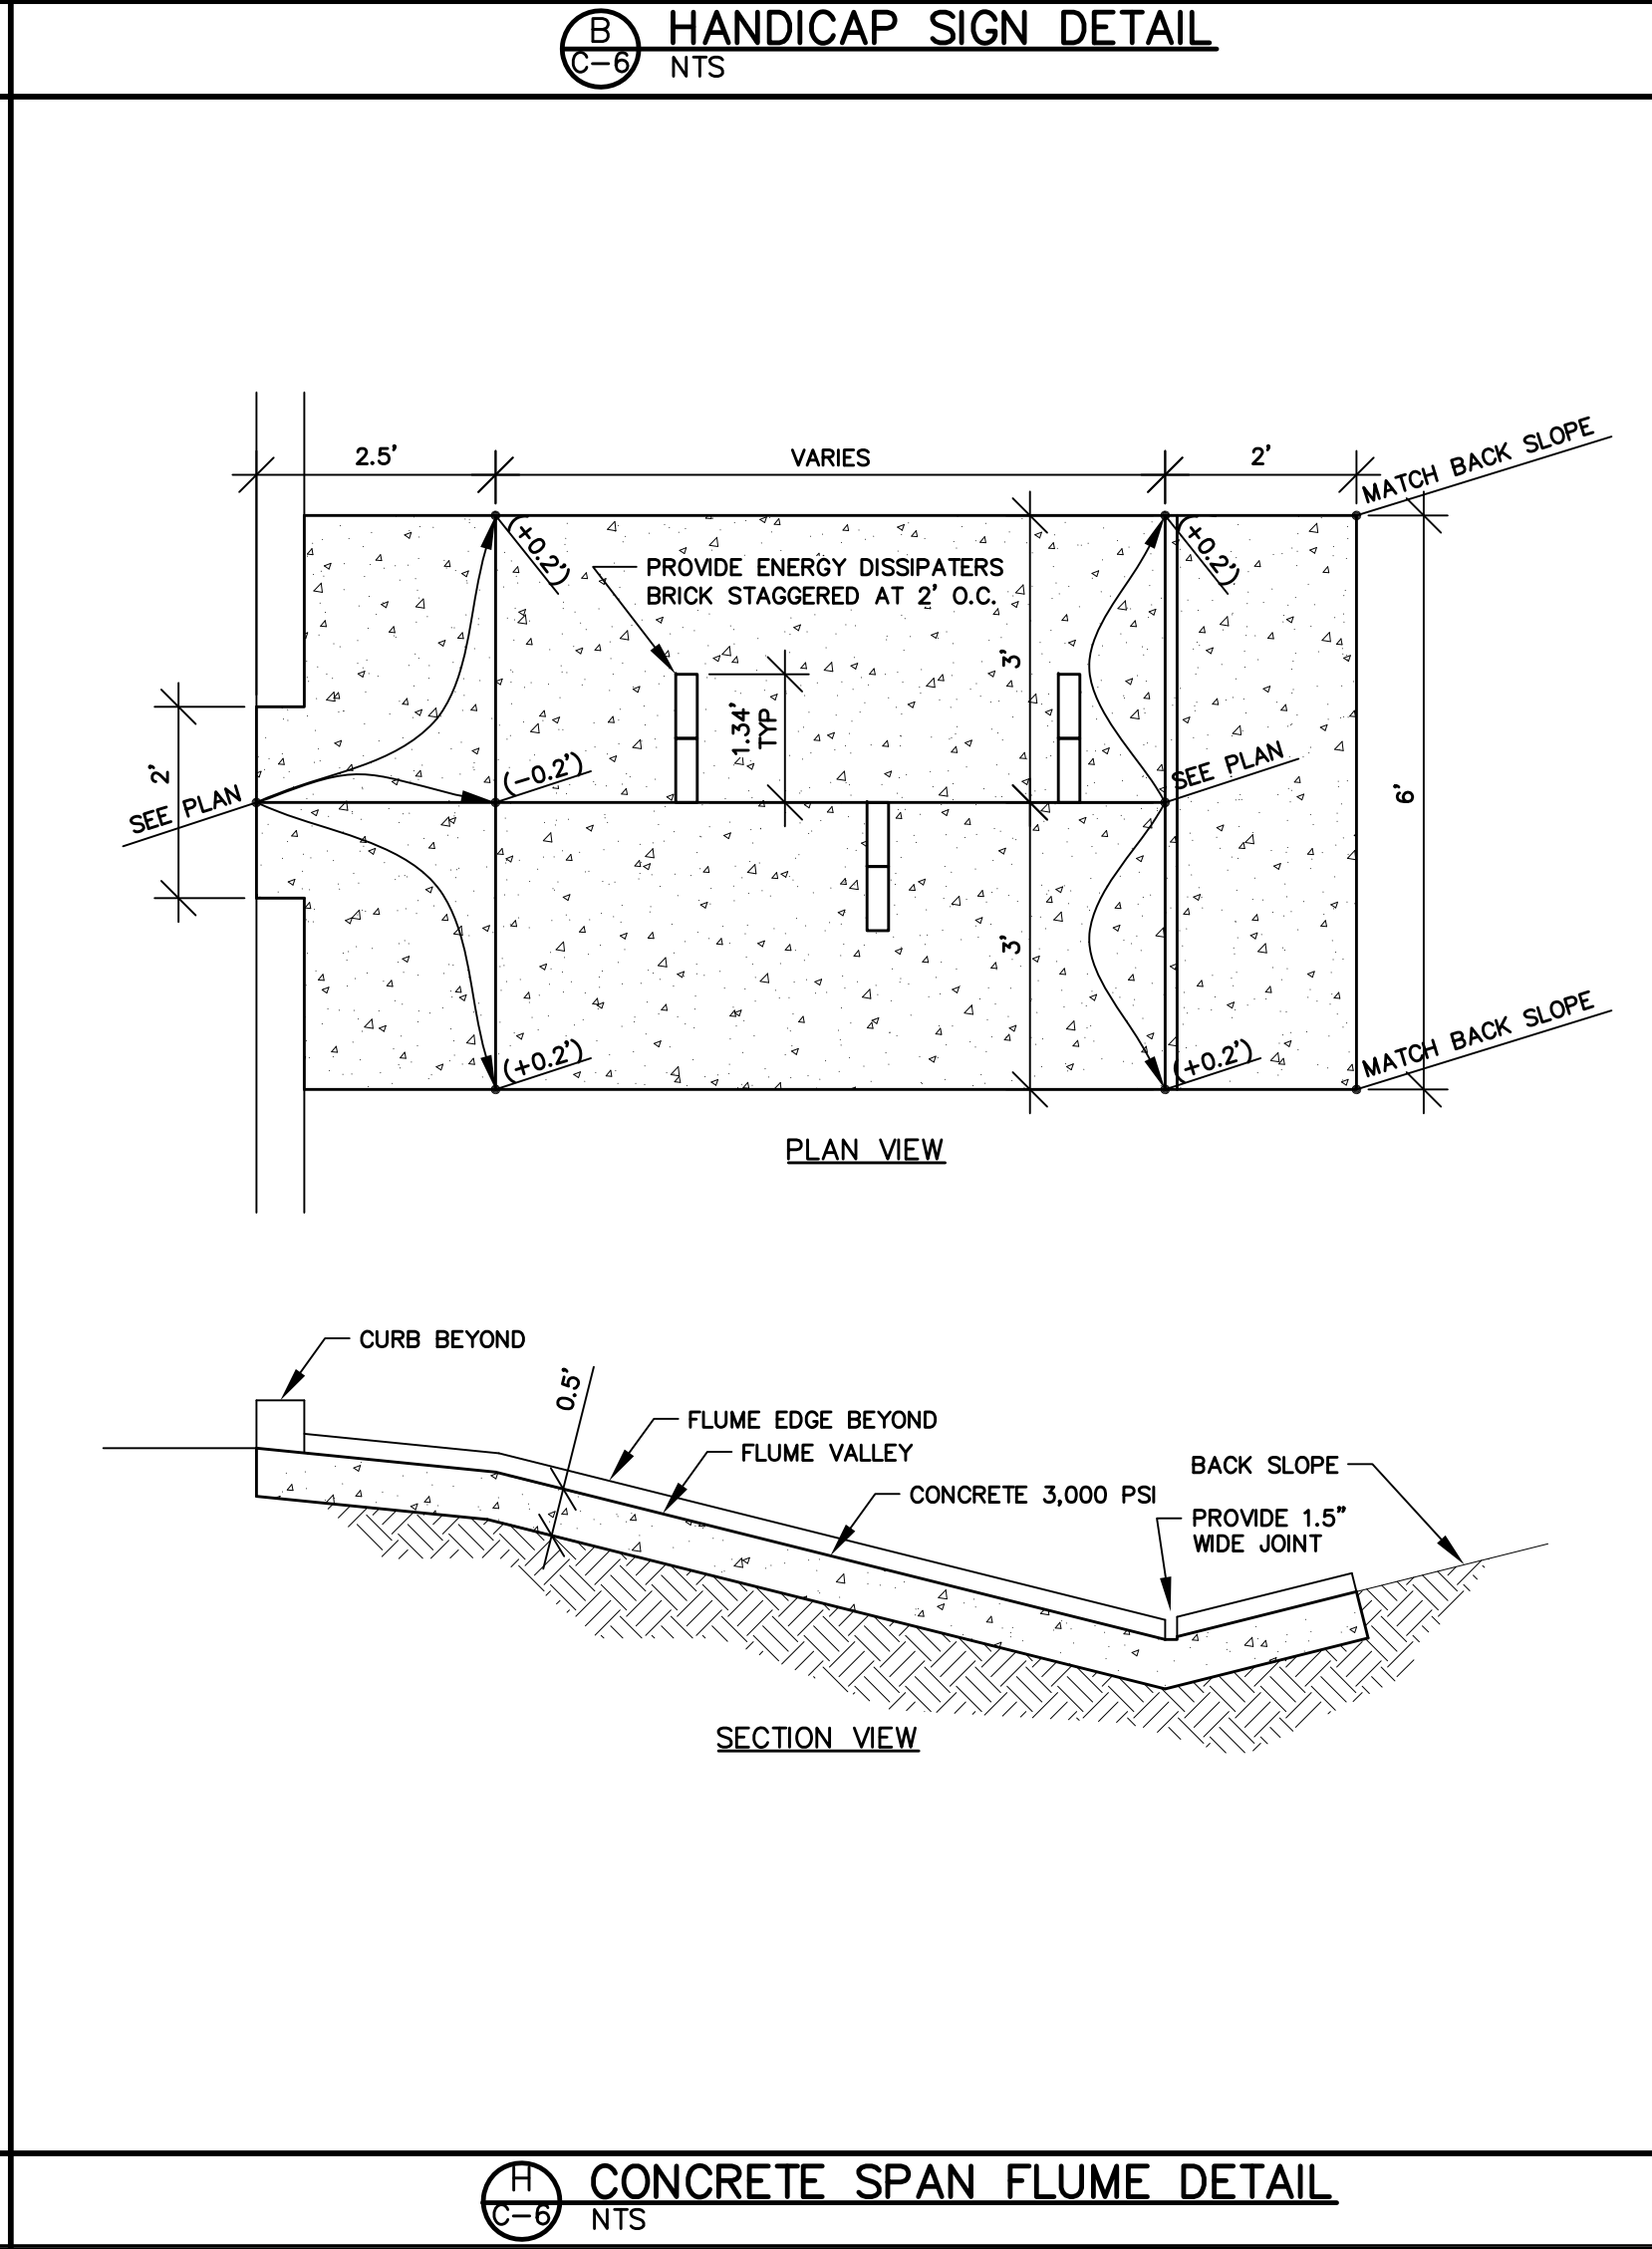 B
C-6
HANDICAP SIGN DETAIL
NTS
2.5'
VARIES
2'
MATCH BACK SLOPE
(+0.2')
(+0.2')
PROVIDE ENERGY DISSIPATERS
BRICK STAGGERED AT 2' O.C.
3'
1.34'
TYP
2'
SEE PLAN
(-0.2')
SEE PLAN
6'
3'
(+0.2')
(+0.2')
MATCH BACK SLOPE
PLAN VIEW
CURB BEYOND
0.5'
FLUME EDGE BEYOND
FLUME VALLEY
CONCRETE 3,000 PSI
BACK SLOPE
PROVIDE 1.5"
WIDE JOINT
SECTION VIEW
H
C-6
CONCRETE SPAN FLUME DETAIL
NTS